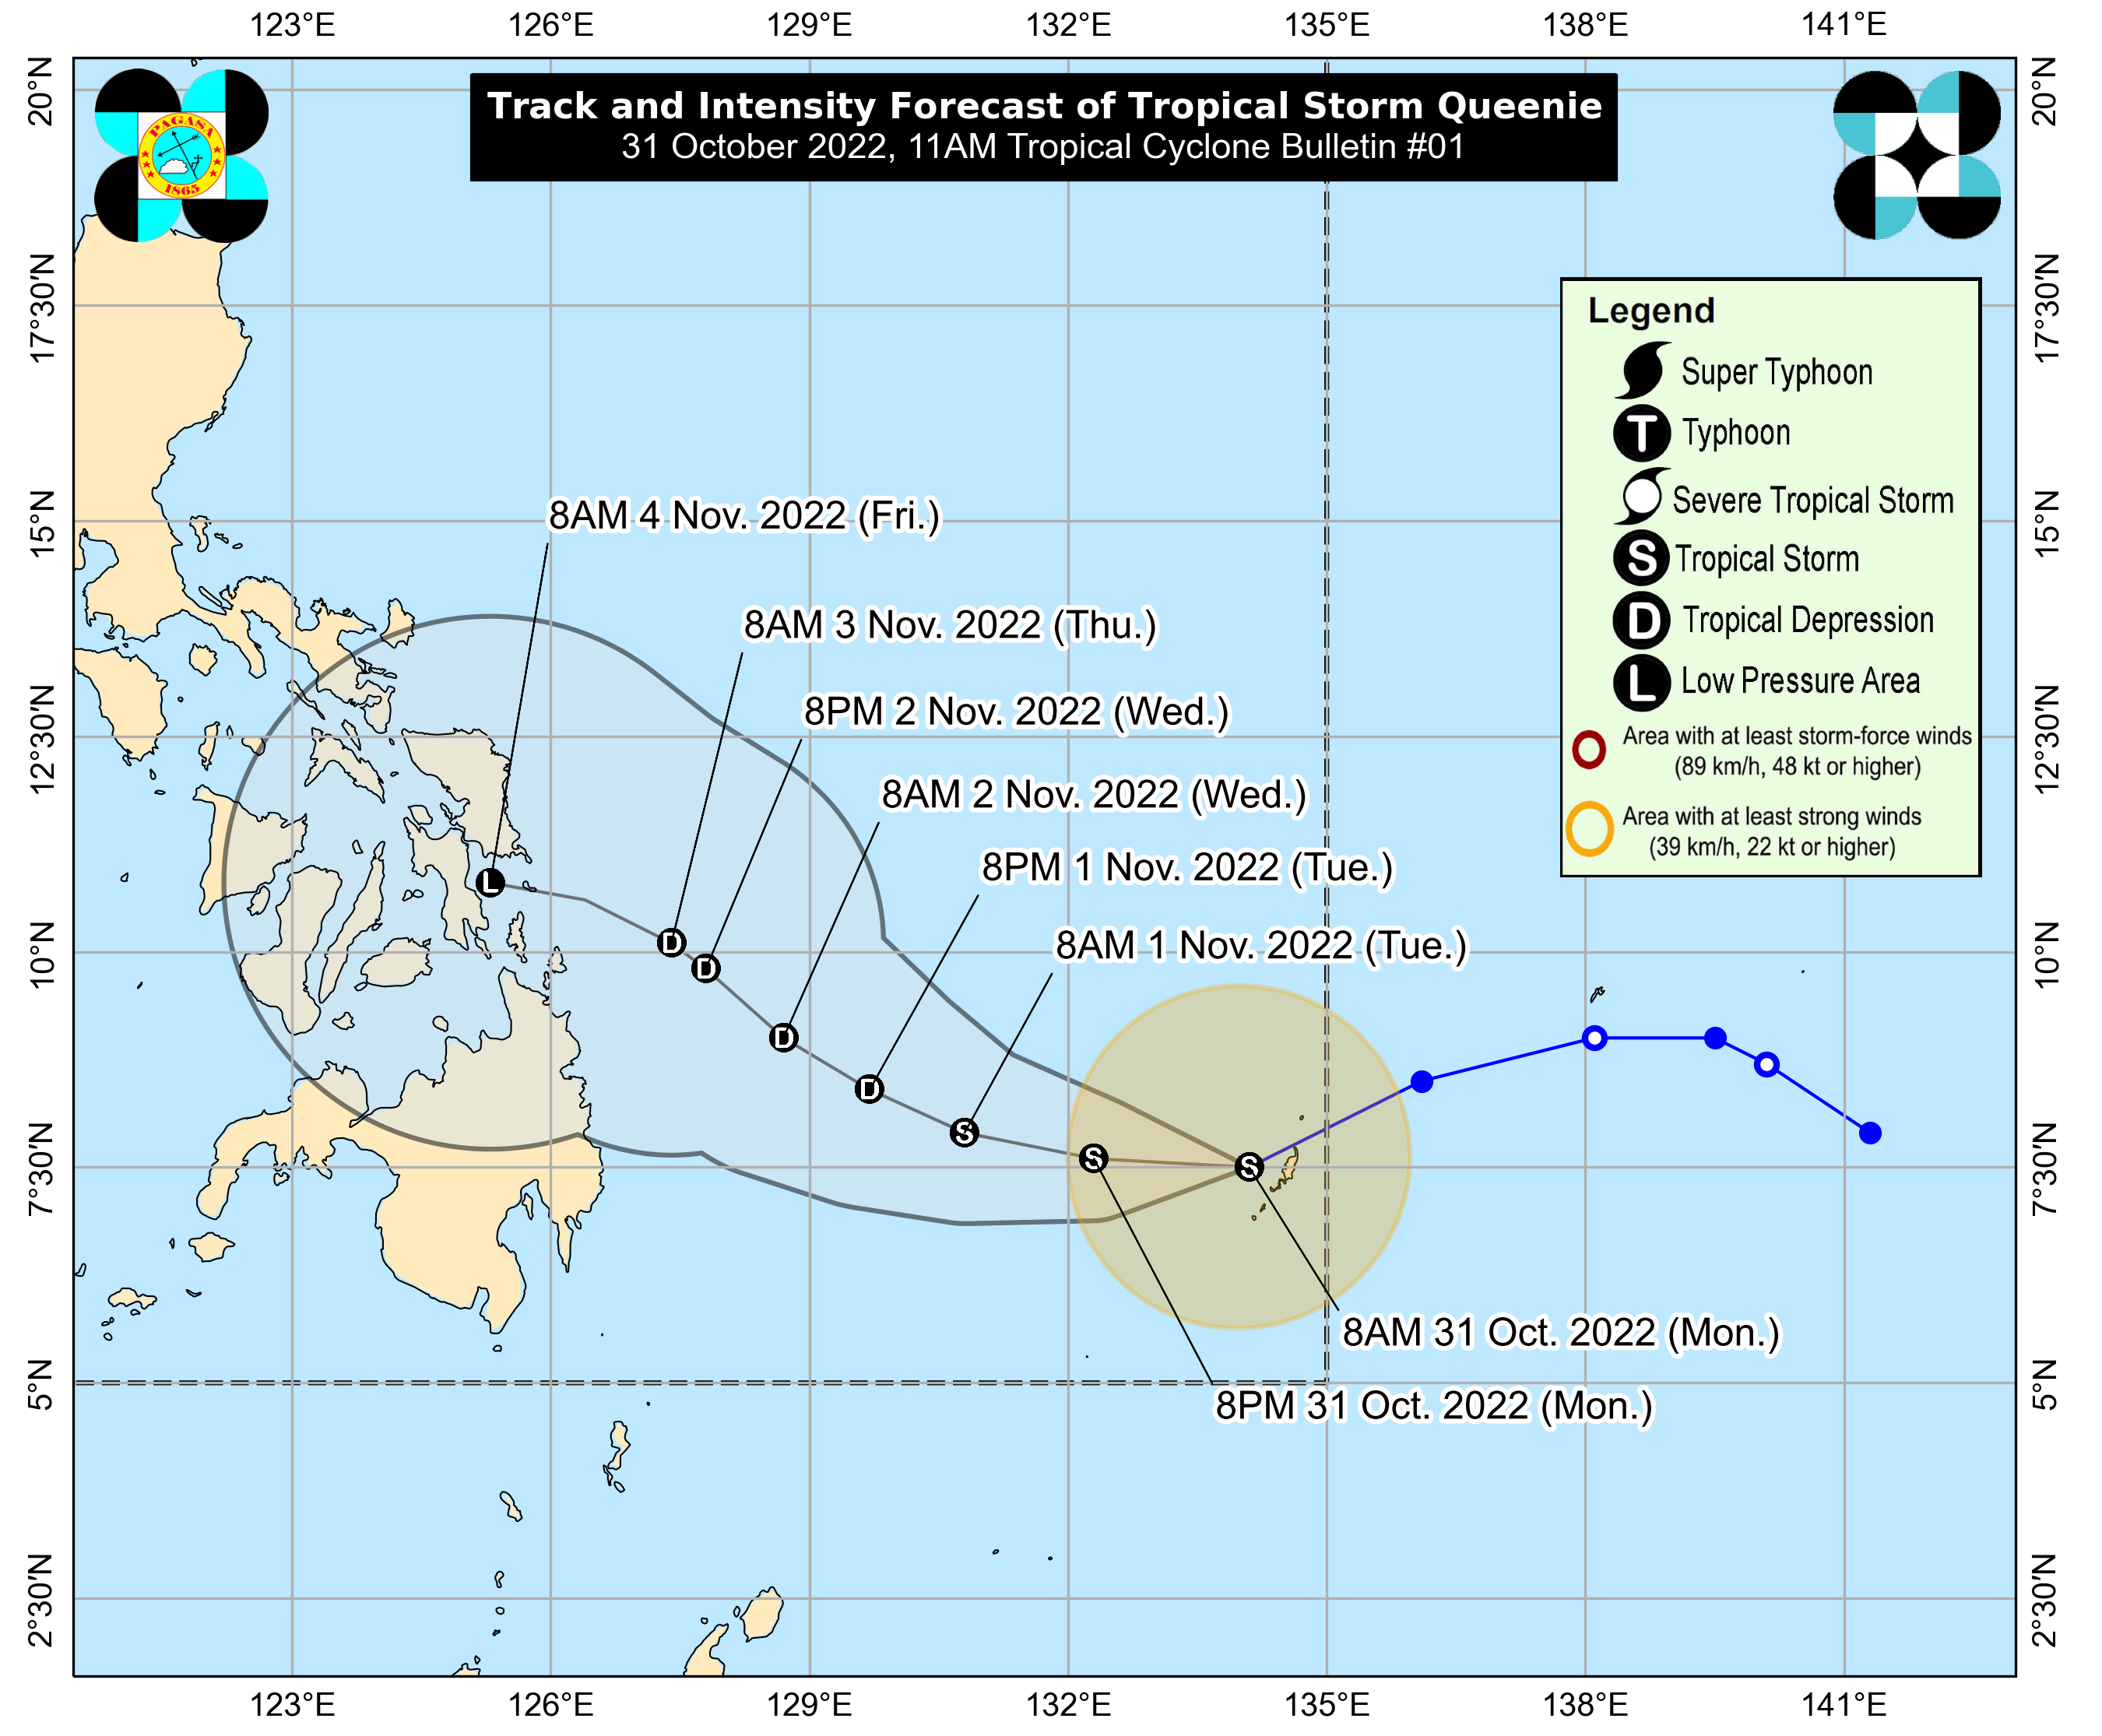 123°E 126°E 129°E 132°E 135°E 138°E 141°E
20°N 20°N
PAGASA
1865
Track and Intensity Forecast of Tropical Storm Queenie
31 October 2022, 11AM Tropical Cyclone Bulletin #01
17°30'N 17°30'N
Legend
Super Typhoon
T Typhoon
Severe Tropical Storm
S Tropical Storm
D Tropical Depression
L Low Pressure Area
Area with at least storm-force winds
(89 km/h, 48 kt or higher)
Area with at least strong winds
(39 km/h, 22 kt or higher)
15°N 15°N
8AM 4 Nov. 2022 (Fri.)
8AM 3 Nov. 2022 (Thu.)
12°30'N 12°30'N
8PM 2 Nov. 2022 (Wed.)
8AM 2 Nov. 2022 (Wed.)
8PM 1 Nov. 2022 (Tue.)
L
8AM 1 Nov. 2022 (Tue.)
10°N 10°N
D
D
D
D
S
S
S
7°30'N 7°30'N
8AM 31 Oct. 2022 (Mon.)
5°N 5°N
8PM 31 Oct. 2022 (Mon.)
2°30'N 2°30'N
123°E 126°E 129°E 132°E 135°E 138°E 141°E